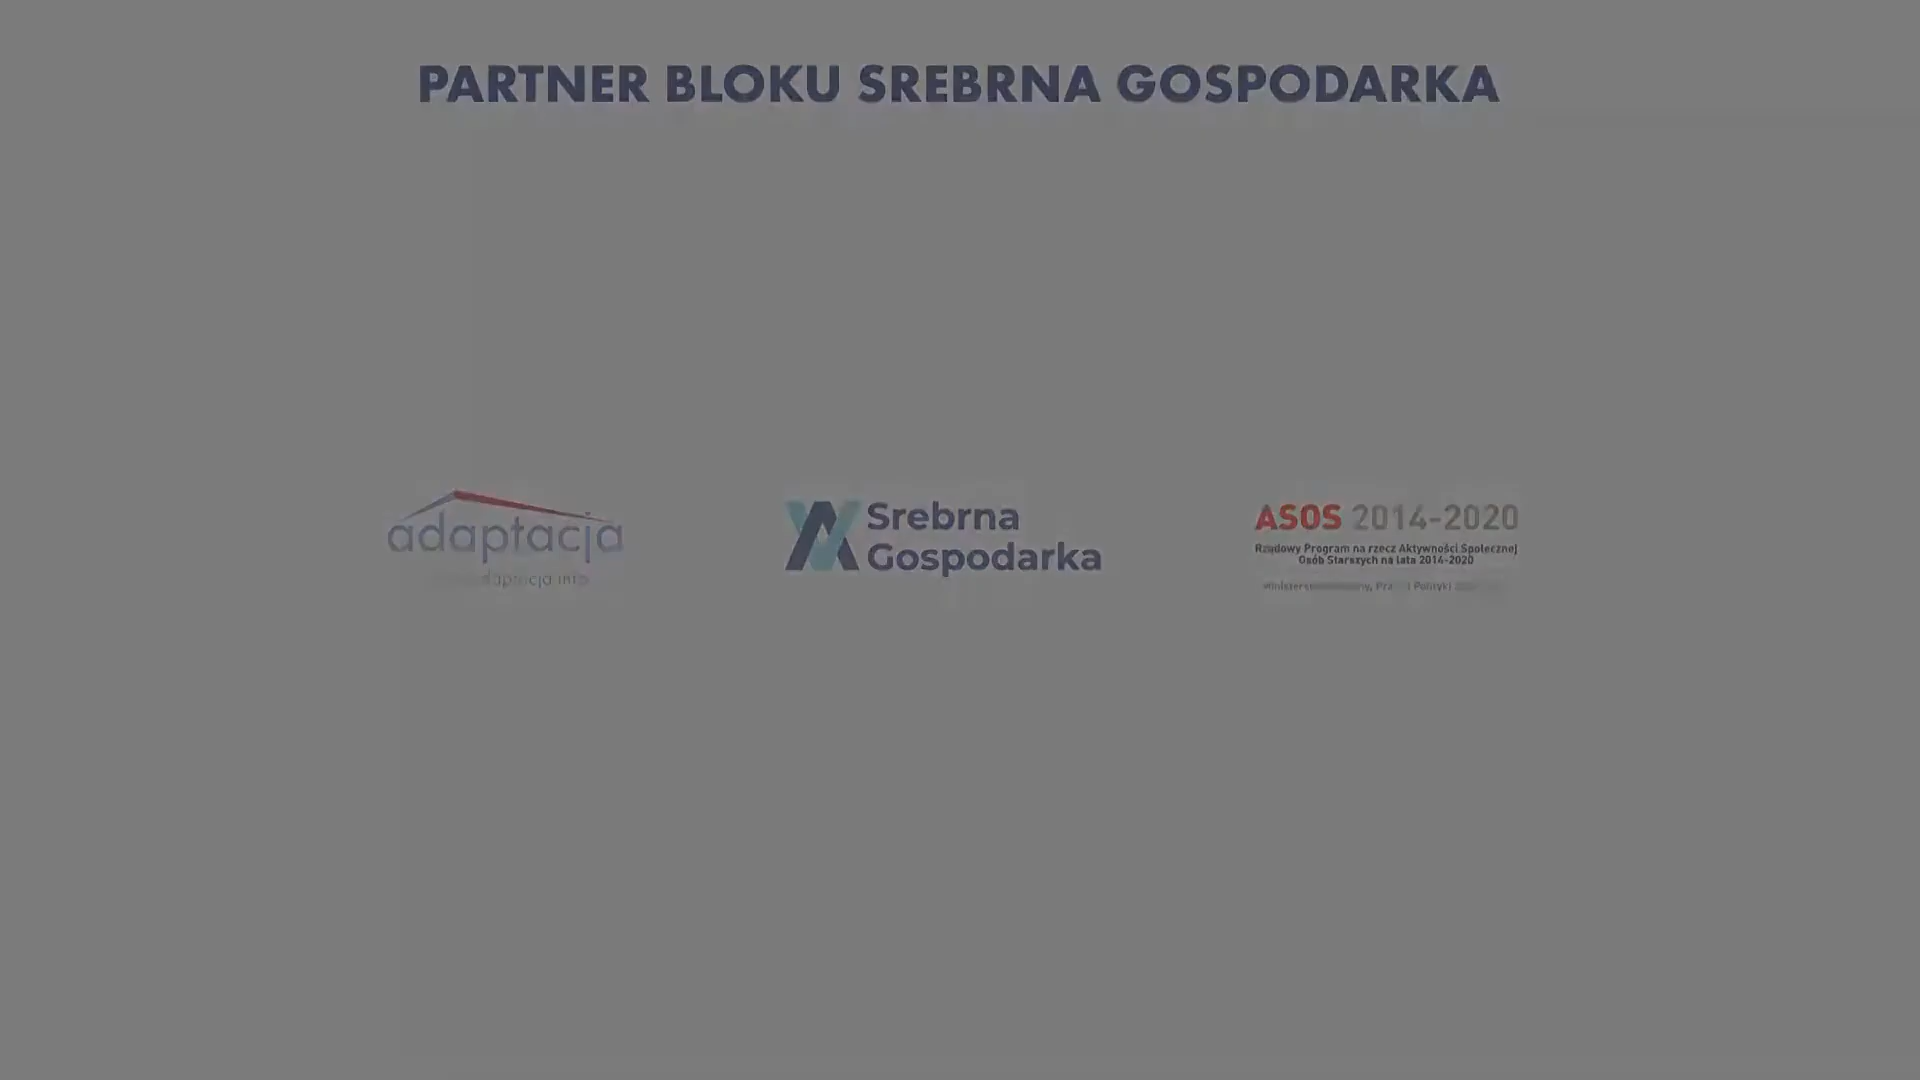 PARTNER BLOKU SREBRNA GOSPODARKA
adaptacja
Srebrna
Gospodarka
ASOS 2014-2020
Rządowy Program na rzecz Aktywności Społecznej
Osób Starszych na lata 2014-2020
Polityki